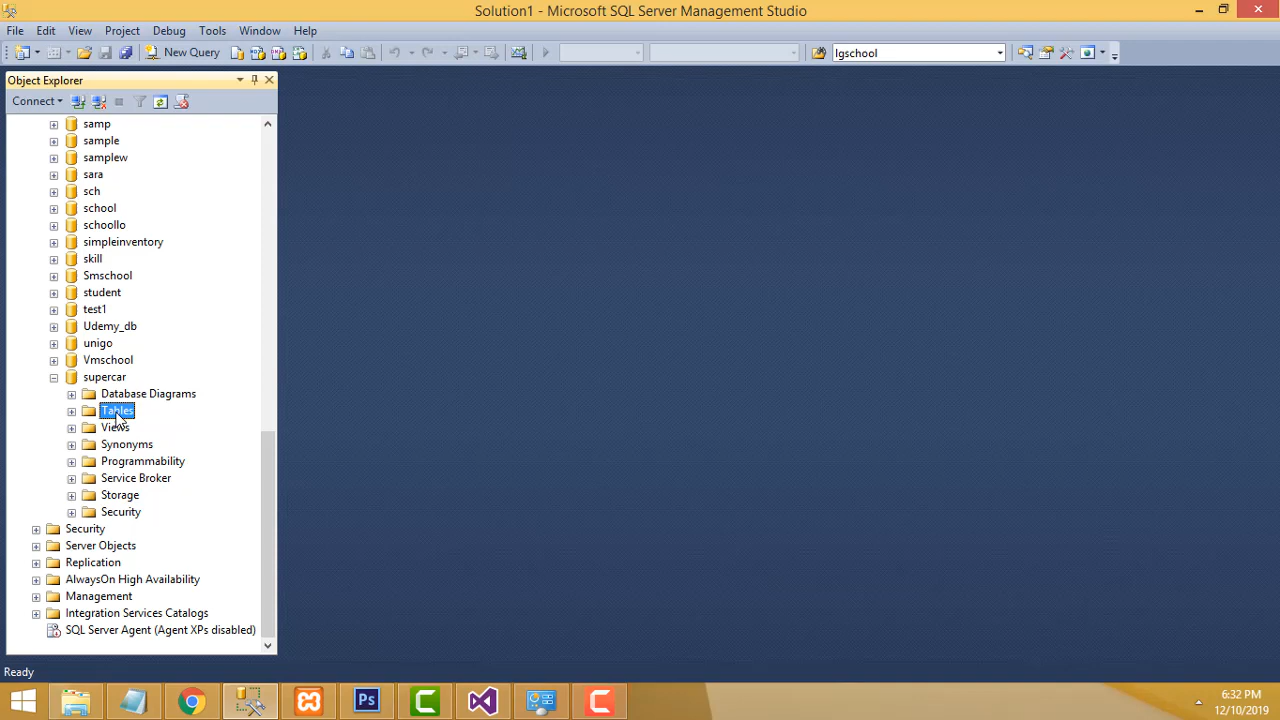 Solution1 - Microsoft SQL Server Management Studio
File Edit View Project Debug Tools Window Help
New Query lgschool
Object Explorer
Connect
samp
sample
samplew
sara
sch
school
schoollo
simpleinventory
skill
Smschool
student
test1
Udemy_db
unigo
Vmschool
supercar
Database Diagrams
Tables
Views
Synonyms
Programmability
Service Broker
Storage
Security
Security
Server Objects
Replication
AlwaysOn High Availability
Management
Integration Services Catalogs
SQL Server Agent (Agent XPs disabled)
Ready
Ps
6:32 PM
12/10/2019